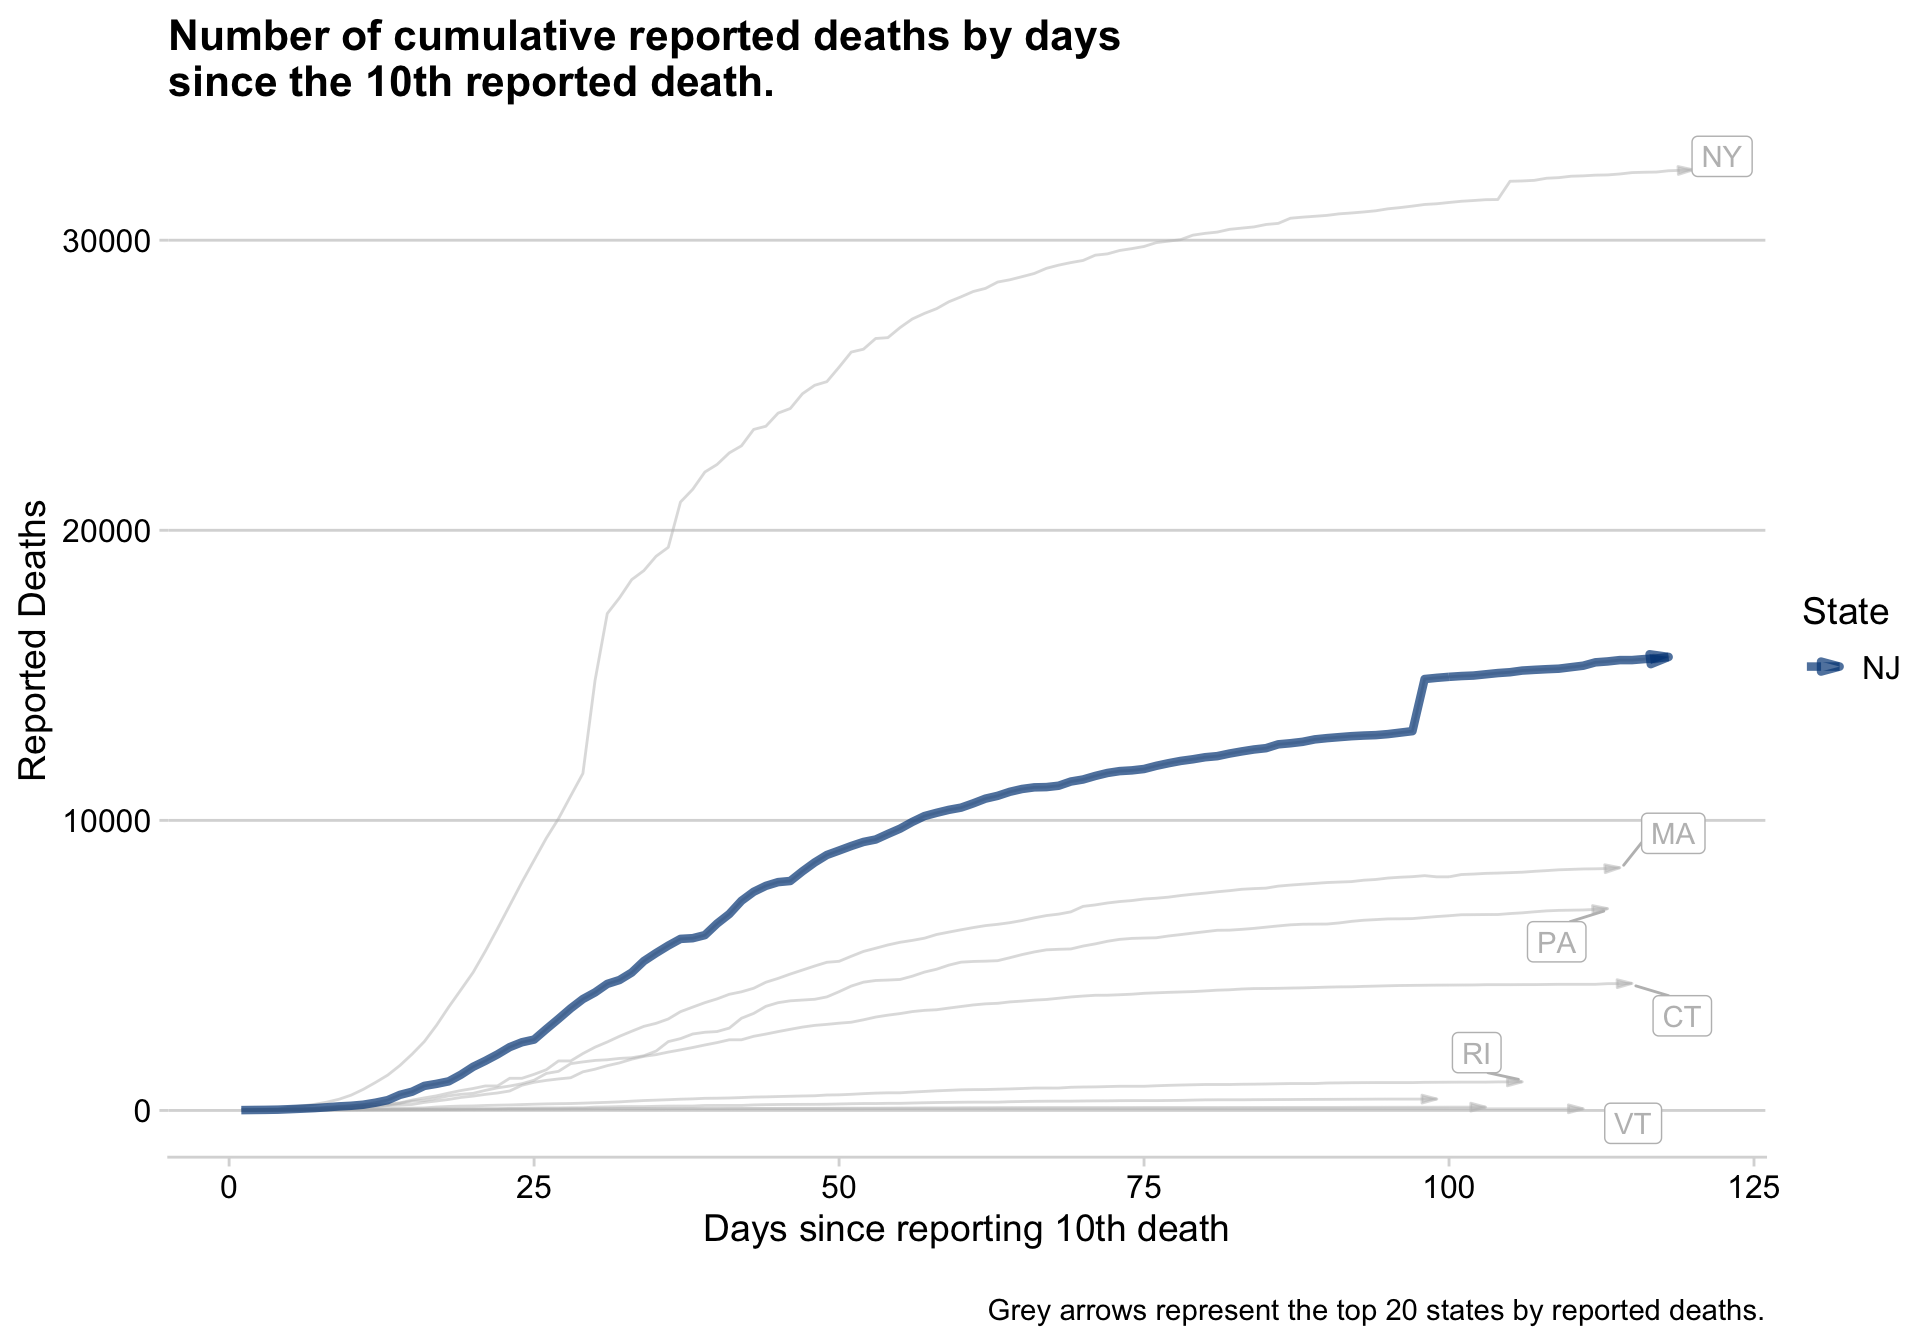 Number of cumulative reported deaths by days
since the 10th reported death.
NY
30000
20000
Reported Deaths
State
NJ
10000
MA
PA
CT
RI
0
VT
0 25 50 75 100 125
Days since reporting 10th death
Grey arrows represent the top 20 states by reported deaths.